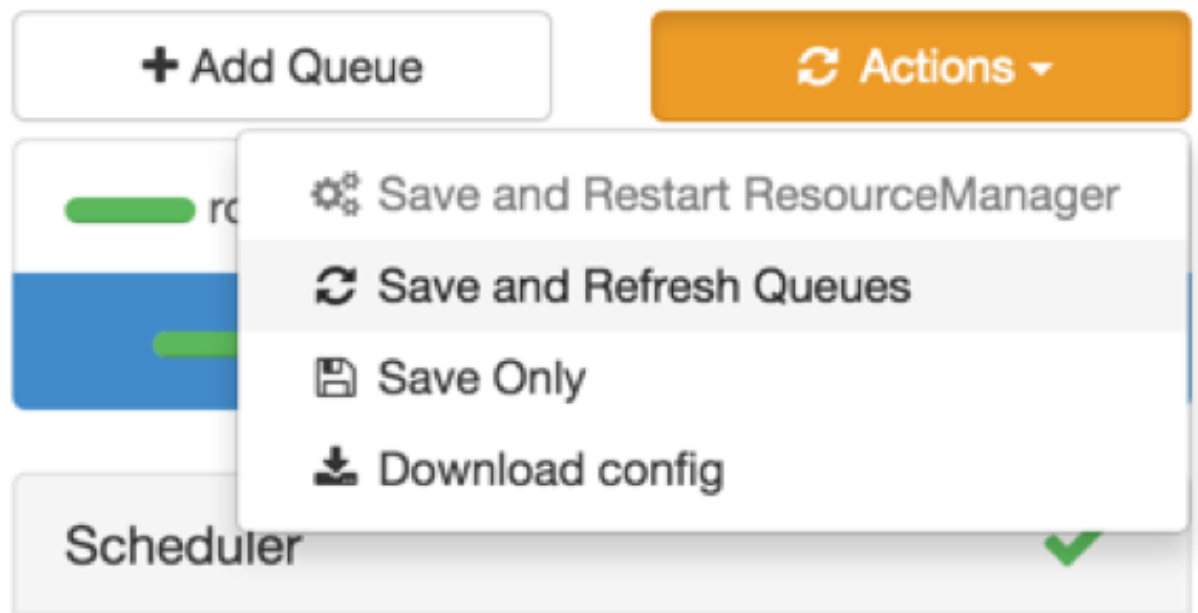 Add Queue
Actions
Save and Restart ResourceManager
Save and Refresh Queues
Save Only
Download config
Scheduler